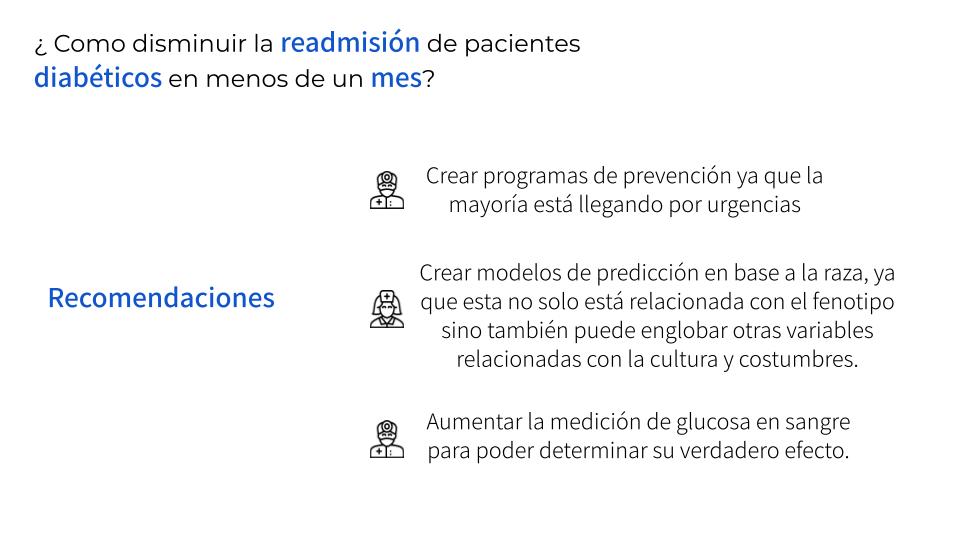 ¿ Como disminuir la readmisión de pacientes
diabéticos en menos de un mes?
Recomendaciones
Crear programas de prevención ya que la
mayoría está llegando por urgencias
Crear modelos de predicción en base a la raza, ya
que esta no solo está relacionada con el fenotipo
sino también puede englobar otras variables
relacionadas con la cultura y costumbres.
Aumentar la medición de glucosa en sangre
para poder determinar su verdadero efecto.